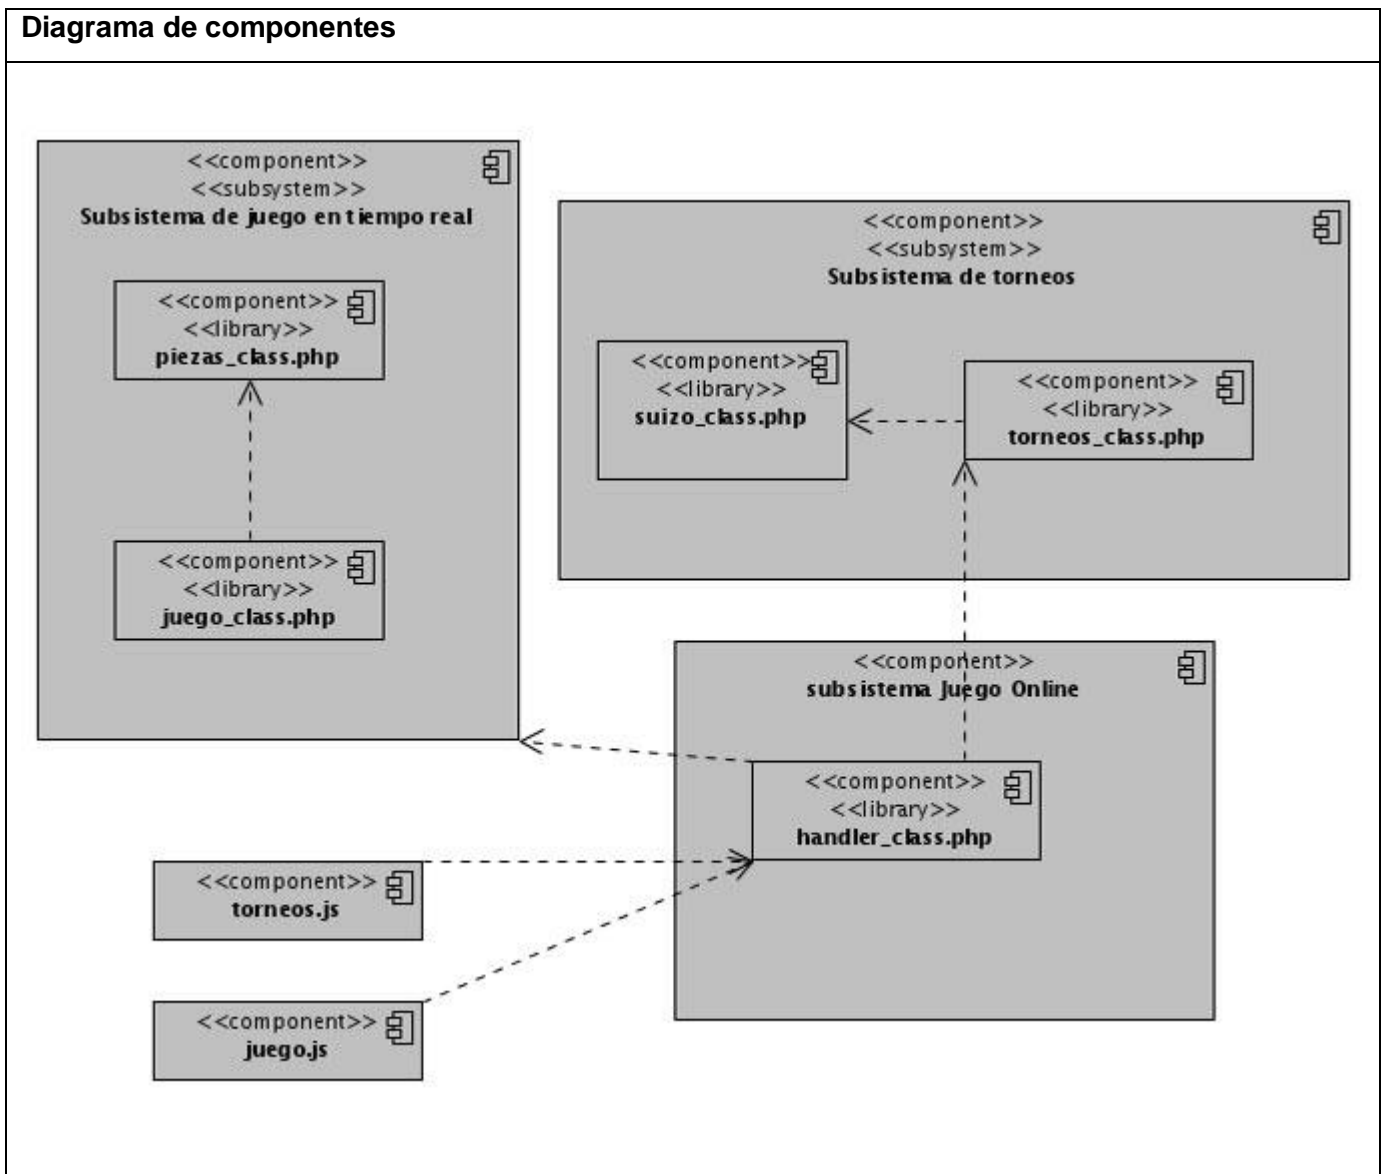 Diagrama de componentes
<<component>>
<<subsystem>>
Subsistema de juego en tiempo real
<<component>>
<<library>>
piezas_class.php
<<component>>
<<library>>
juego_class.php
<<component>>
<<subsystem>>
Subsistema de torneos
<<component>>
<<library>>
suizo_class.php
<<component>>
<<library>>
torneos_class.php
<<component>>
subsistema Juego Online
<<component>>
<<library>>
handler_class.php
<<component>>
torneos.js
<<component>>
juego.js